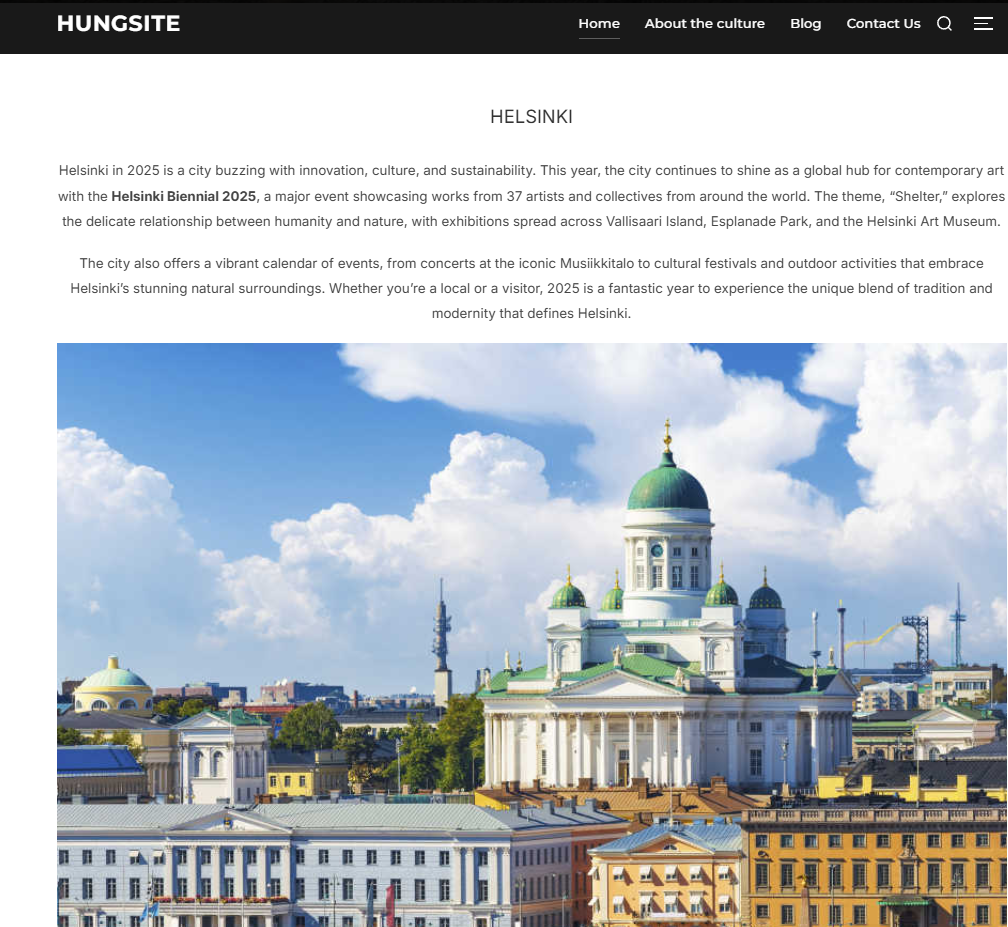 HUNGSITE
Home About the culture Blog Contact Us
HELSINKI
Helsinki in 2025 is a city buzzing with innovation, culture, and sustainability. This year, the city continues to shine as a global hub for contemporary art
with the Helsinki Biennial 2025, a major event showcasing works from 37 artists and collectives from around the world. The theme, “Shelter,” explores
the delicate relationship between humanity and nature, with exhibitions spread across Vallisaari Island, Esplanade Park, and the Helsinki Art Museum.
The city also offers a vibrant calendar of events, from concerts at the iconic Musiikkitalo to cultural festivals and outdoor activities that embrace
Helsinki’s stunning natural surroundings. Whether you’re a local or a visitor, 2025 is a fantastic year to experience the unique blend of tradition and
modernity that defines Helsinki.